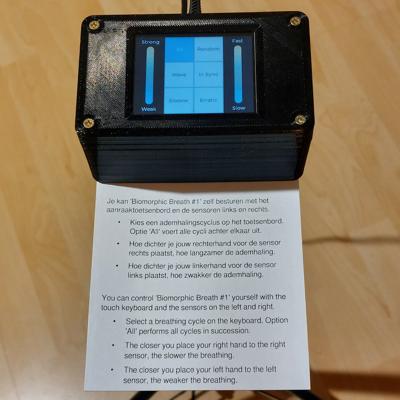 Strong
Fast
All
Random
Wave
In Sync
Erratic
Weak
Slow
Je kan 'Biomorphic Breath #1' zelf besturen met het
aanraaktoetsenbord en de sensoren links en rechts.
• Kies een ademhalingscyclus op het toetsenbord.
Optie 'All' voert alle cycli achter elkaar uit.
• Hoe dichter je jouw rechterhand voor de sensor
rechts plaatst, hoe langzamer de ademhaling.
• Hoe dichter je jouw linkerhand voor de sensor
links plaatst, hoe zwakker de ademhaling.
You can control 'Biomorphic Breath #1' yourself with the
touch keyboard and the sensors on the left and right.
• Select a breathing cycle on the keyboard. Option
'All' performs all cycles in succession.
• The closer you place your right hand to the right
sensor, the slower the breathing.
• The closer you place your left hand to the left
sensor, the weaker the breathing.